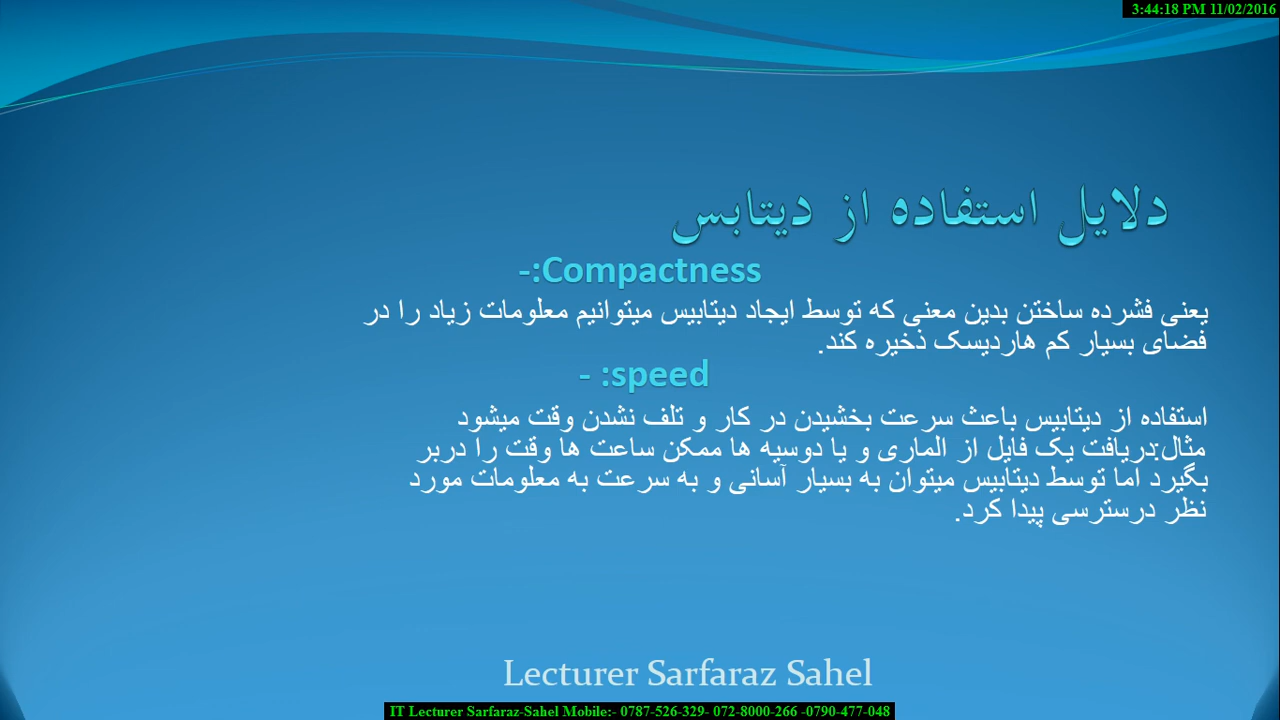 3:44:18 PM 11/02/2016
دلایل استفاده از دیتابس
Compactness:-
یعنی فشرده ساختن بدین معنی که توسط ایجاد دیتابیس میتوانیم معلومات زیاد را در
فضای بسیار کم هاردیسک ذخیره کند.
speed: -
استفاده از دیتابیس باعث سرعت بخشیدن در کار و تلف نشدن وقت میشود
مثال:دریافت یک فایل از الماری و یا دوسیه ها ممکن ساعت ها وقت را دربر
بگیرد اما توسط دیتابیس میتوان به بسیار آسانی و به سرعت به معلومات مورد
نظر درسترسی پیدا کرد.
Lecturer Sarfaraz Sahel
IT Lecturer Sarfaraz-Sahel Mobile:- 0787-526-329- 072-8000-266 -0790-477-048